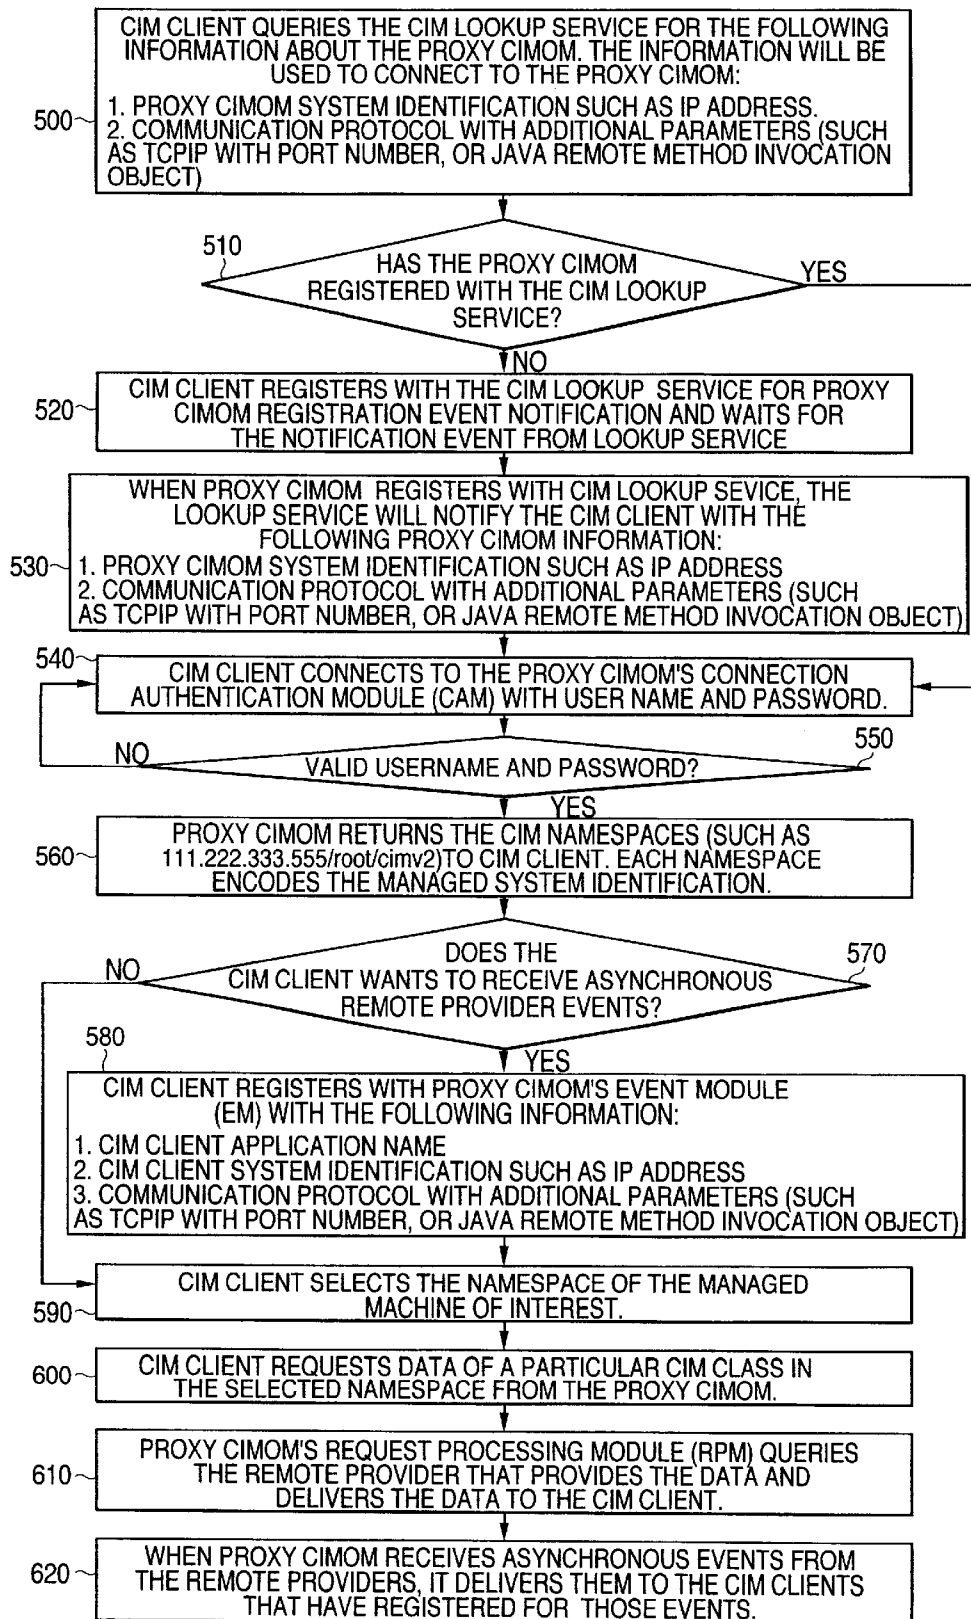 CIM CLIENT QUERIES THE CIM LOOKUP SERVICE FOR THE FOLLOWING
INFORMATION ABOUT THE PROXY CIMOM. THE INFORMATION WILL BE
USED TO CONNECT TO THE PROXY CIMOM:
1. PROXY CIMOM SYSTEM IDENTIFICATION SUCH AS IP ADDRESS.
500
2. COMMUNICATION PROTOCOL WITH ADDITIONAL PARAMETERS (SUCH
AS TCPIP WITH PORT NUMBER, OR JAVA REMOTE METHOD INVOCATION
OBJECT)
510
HAS THE PROXY CIMOM
REGISTERED WITH THE CIM LOOKUP
SERVICE?
YES
NO
520
CIM CLIENT REGISTERS WITH THE CIM LOOKUP SERVICE FOR PROXY
CIMOM REGISTRATION EVENT NOTIFICATION AND WAITS FOR
THE NOTIFICATION EVENT FROM LOOKUP SERVICE
WHEN PROXY CIMOM REGISTERS WITH CIM LOOKUP SEVICE, THE
LOOKUP SERVICE WILL NOTIFY THE CIM CLIENT WITH THE
FOLLOWING PROXY CIMOM INFORMATION:
530
1. PROXY CIMOM SYSTEM IDENTIFICATION SUCH AS IP ADDRESS
2. COMMUNICATION PROTOCOL WITH ADDITIONAL PARAMETERS (SUCH
AS TCPIP WITH PORT NUMBER, OR JAVA REMOTE METHOD INVOCATION OBJECT)
540
CIM CLIENT CONNECTS TO THE PROXY CIMOM'S CONNECTION
AUTHENTICATION MODULE (CAM) WITH USER NAME AND PASSWORD.
NO
550
VALID USERNAME AND PASSWORD?
YES
560
PROXY CIMOM RETURNS THE CIM NAMESPACES (SUCH AS
111.222.333.555/root/cimv2)TO CIM CLIENT. EACH NAMESPACE
ENCODES THE MANAGED SYSTEM IDENTIFICATION.
NO
570
DOES THE
CIM CLIENT WANTS TO RECEIVE ASYNCHRONOUS
REMOTE PROVIDER EVENTS?
YES
580
CIM CLIENT REGISTERS WITH PROXY CIMOM'S EVENT MODULE
(EM) WITH THE FOLLOWING INFORMATION:
1. CIM CLIENT APPLICATION NAME
2. CIM CLIENT SYSTEM IDENTIFICATION SUCH AS IP ADDRESS
3. COMMUNICATION PROTOCOL WITH ADDITIONAL PARAMETERS (SUCH
AS TCPIP WITH PORT NUMBER, OR JAVA REMOTE METHOD INVOCATION OBJECT)
590
CIM CLIENT SELECTS THE NAMESPACE OF THE MANAGED
MACHINE OF INTEREST.
600
CIM CLIENT REQUESTS DATA OF A PARTICULAR CIM CLASS IN
THE SELECTED NAMESPACE FROM THE PROXY CIMOM.
610
PROXY CIMOM'S REQUEST PROCESSING MODULE (RPM) QUERIES
THE REMOTE PROVIDER THAT PROVIDES THE DATA AND
DELIVERS THE DATA TO THE CIM CLIENT.
620
WHEN PROXY CIMOM RECEIVES ASYNCHRONOUS EVENTS FROM
THE REMOTE PROVIDERS, IT DELIVERS THEM TO THE CIM CLIENTS
THAT HAVE REGISTERED FOR THOSE EVENTS.